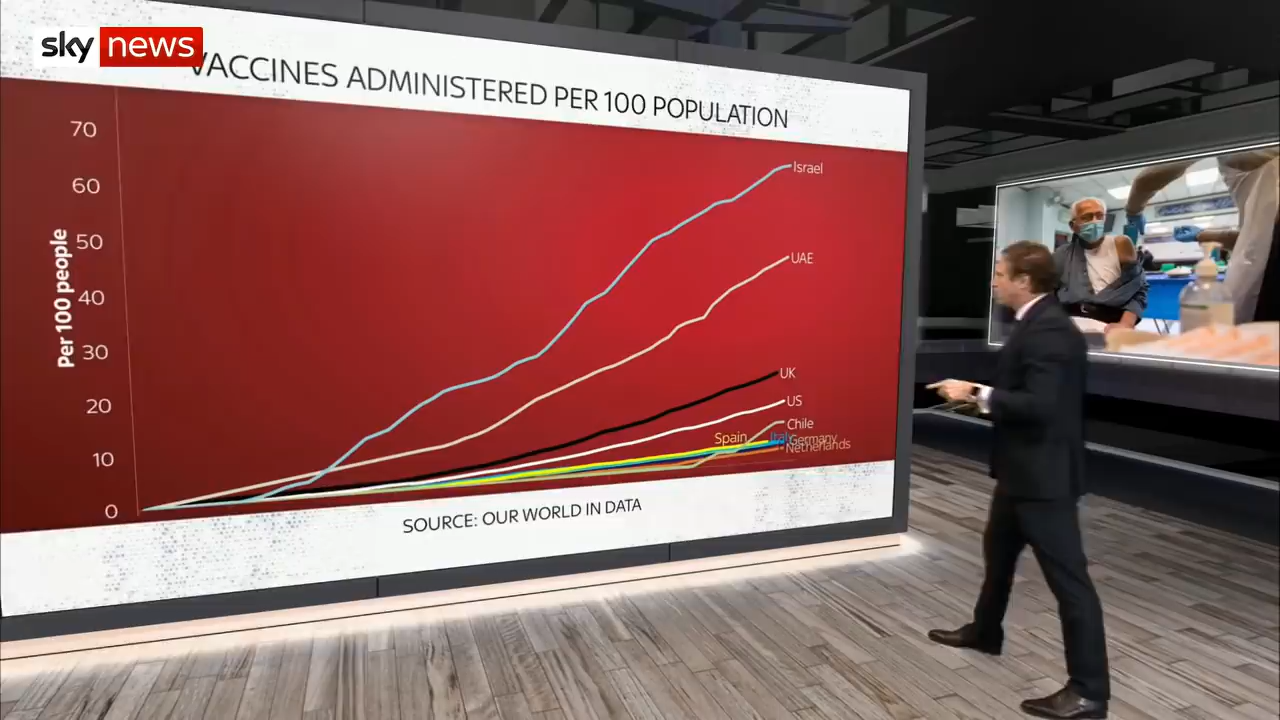 sky news
VACCINES ADMINISTERED PER 100 POPULATION
Per 100 people
70
60
50
40
30
20
10
0
Israel
UAE
UK
US
Chile
Spain
Italy
Germany
Netherlands
SOURCE: OUR WORLD IN DATA